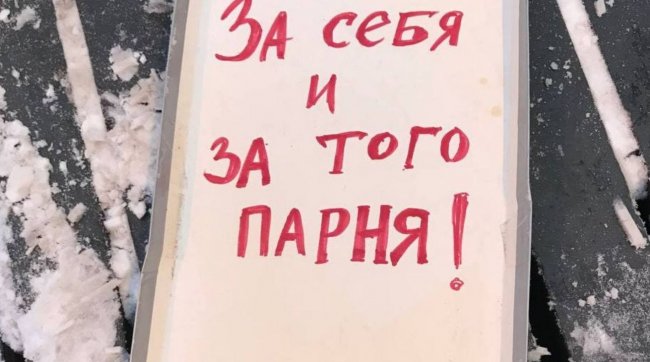 За себя
и
за того
парня!